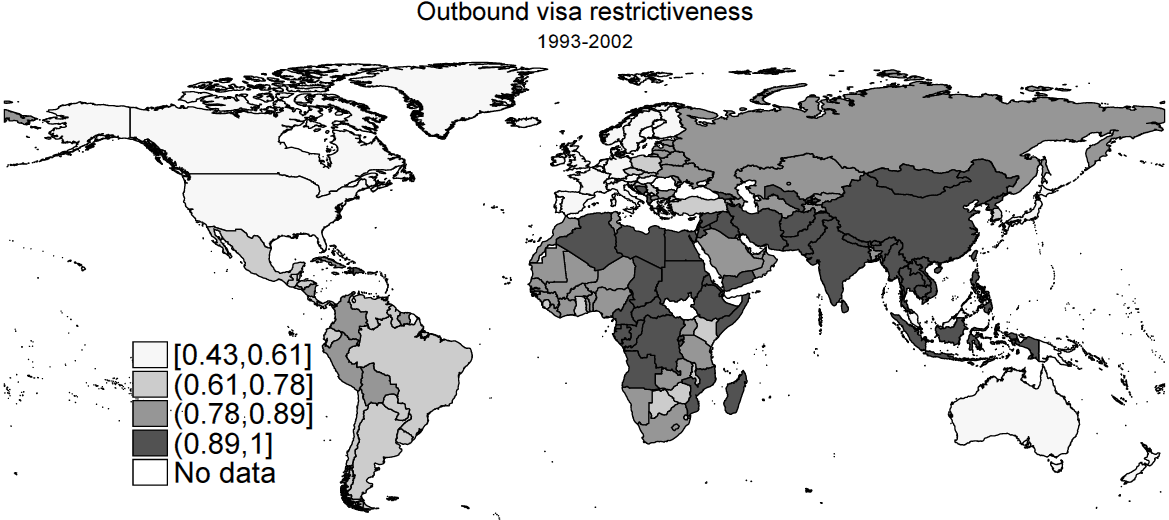 Outbound visa restrictiveness
1993-2002
[0.43,0.61]
(0.61,0.78]
(0.78,0.89]
(0.89,1]
No data